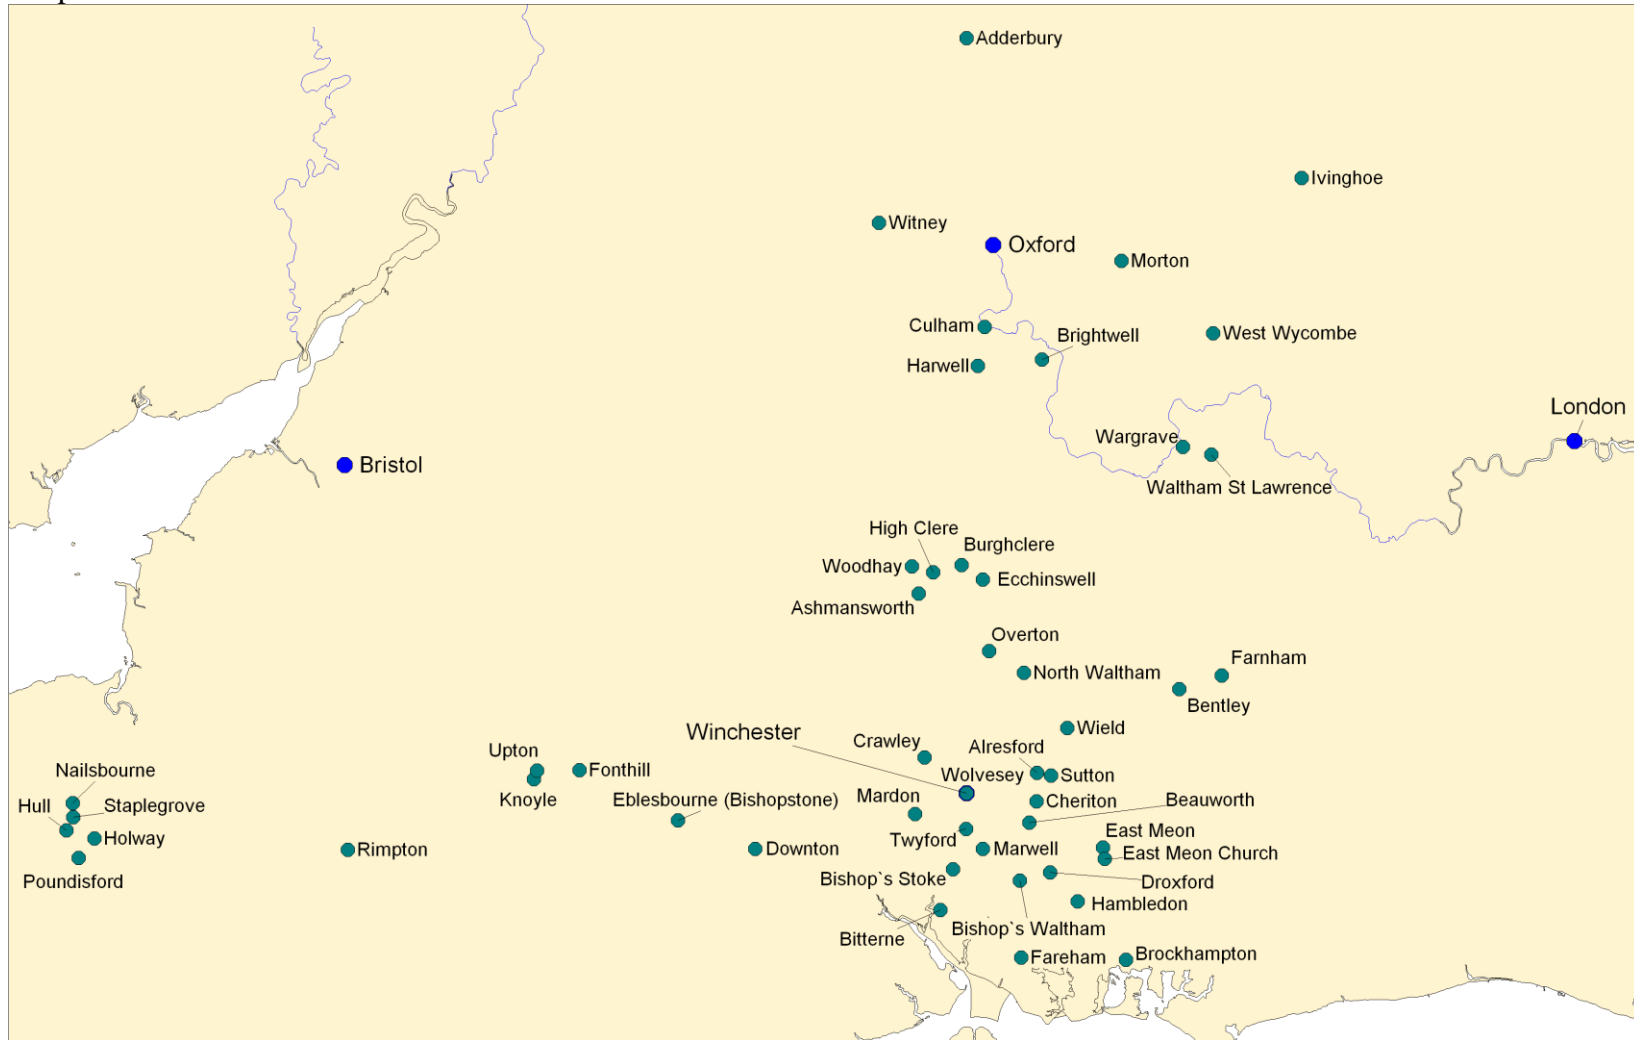 Adderbury
Ivinghoe
Witney
Oxford
Morton
Culham
Brightwell
West Wycombe
Harwell
London
Wargrave
Bristol
Waltham St Lawrence
High Clere
Burghclere
Woodhay
Ecchinswell
Ashmansworth
Overton
Farnham
North Waltham
Bentley
Winchester
Wield
Crawley
Alresford
Upton
Fonthill
Nailsbourne
Wolvesey
Sutton
Knoyle
Eblesbourne (Bishopstone)
Mardon
Cheriton
Beauworth
Hull
Staplegrove
Holway
Rimpton
Downton
Twyford
Marwell
East Meon
East Meon Church
Poundisford
Bishop`s Stoke
Droxford
Hambledon
Bitterne
Bishop`s Waltham
Fareham
Brockhampton